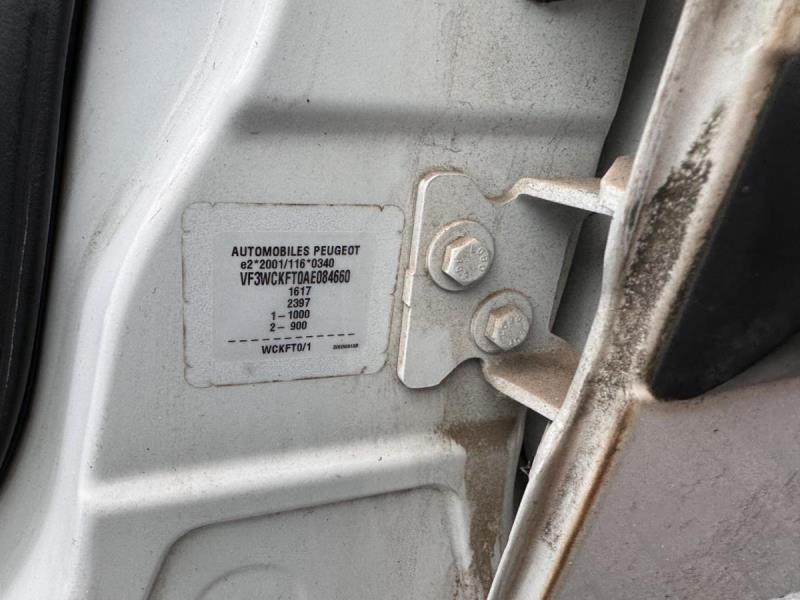 AUTOMOBILES PEUGEOT
e2*2001/116*0340
VF3WCKFT0AE084660
1617
2397
1- 1000
2- 900
WCKFT0/1